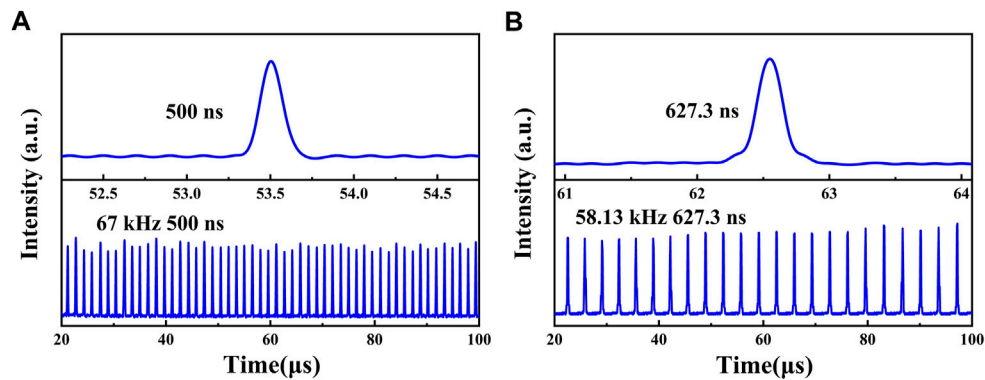 A
Intensity (a.u.)
500 ns
52.5 53.0 53.5 54.0 54.5
67 kHz 500 ns
20 40 60 80 100
Time(μs)
B
Intensity (a.u.)
627.3 ns
61 62 63 64
58.13 kHz 627.3 ns
20 40 60 80 100
Time(μs)